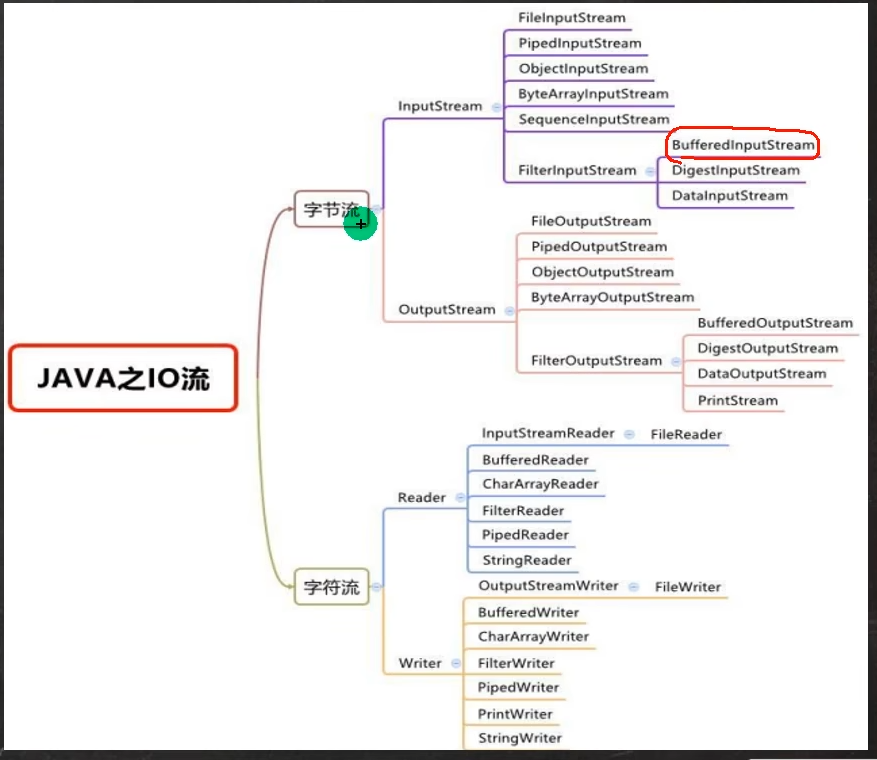 FileInputStream
PipedInputStream
ObjectInputStream
InputStream
ByteArrayInputStream
SequenceInputStream
BufferedInputStream
FilterInputStream
DigestInputStream
DataInputStream
字节流
FileOutputStream
PipedOutputStream
ObjectOutputStream
ByteArrayOutputStream
OutputStream
BufferedOutputStream
DigestOutputStream
FilterOutputStream
DataOutputStream
PrintStream
JAVA之IO流
InputStreamReader
FileReader
BufferedReader
CharArrayReader
Reader
FilterReader
PipedReader
StringReader
字符流
OutputStreamWriter
FileWriter
BufferedWriter
CharArrayWriter
Writer
FilterWriter
PipedWriter
PrintWriter
StringWriter